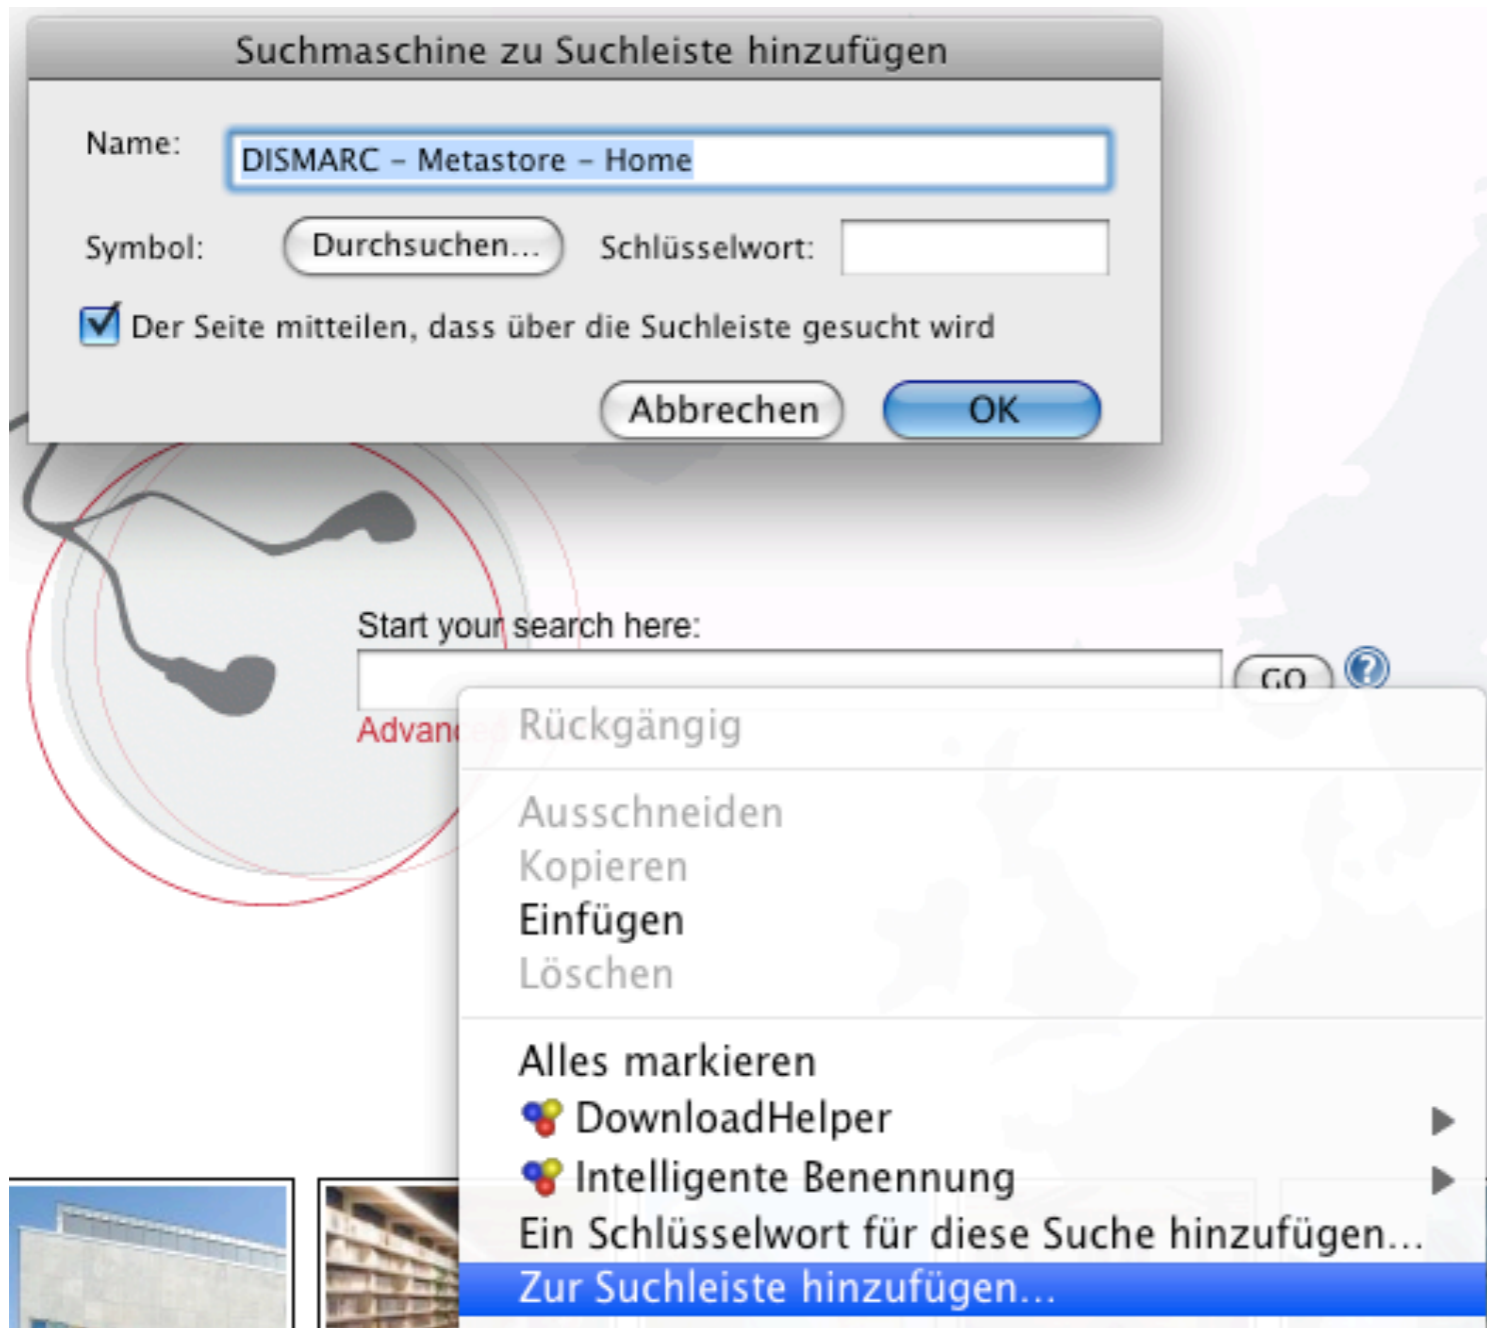 Suchmaschine zu Suchleiste hinzufügen
Name: DISMARC – Metastore – Home
Symbol: Durchsuchen... Schlüsselwort:
Der Seite mitteilen, dass über die Suchleiste gesucht wird
Abbrechen OK
Start your search here:
GO ?
Advanc
Rückgängig
Ausschneiden
Kopieren
Einfügen
Löschen
Alles markieren
DownloadHelper
Intelligente Benennung
Ein Schlüsselwort für diese Suche hinzufügen...
Zur Suchleiste hinzufügen...